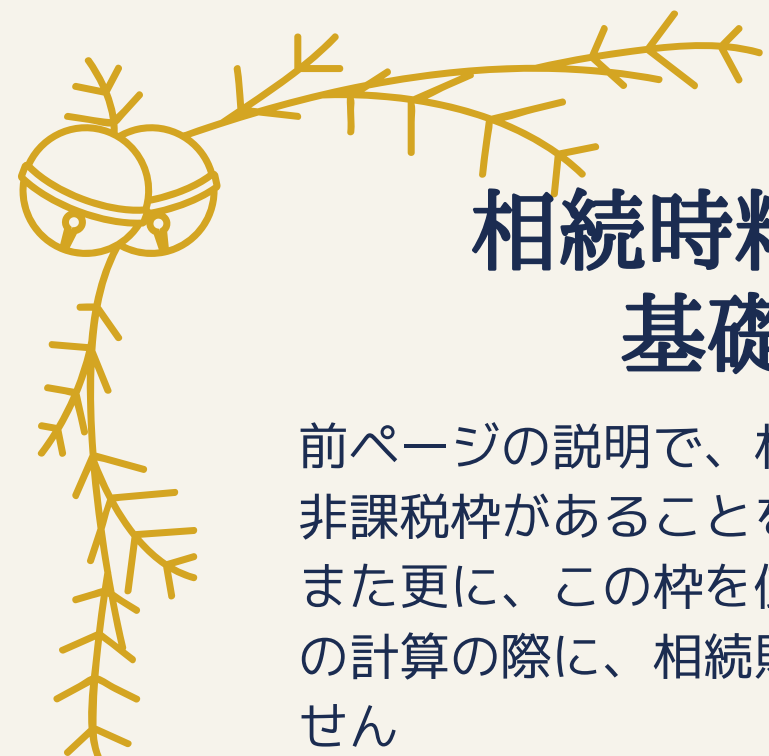 相続時
基礎
前ページの説明で、
非課税枠があることを
また更に、この枠を
の計算の際に、相続
せん